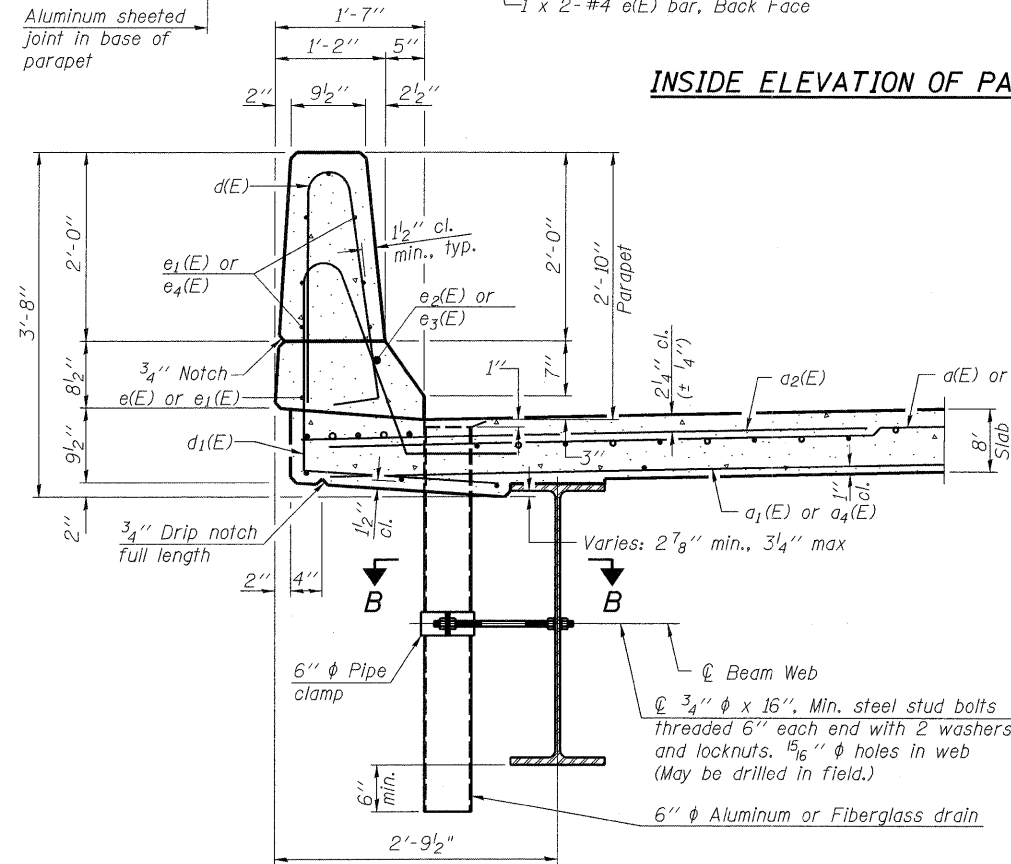 Aluminum sheeted
joint in base of
parapet
1 x 2-#4 e(E) bar, Back Face
INSIDE ELEVATION OF PA
1'-7"
1'-2"
5"
2"
9½"
2½"
d(E)
1½" cl.
min., typ.
e₁(E) or
e₄(E)
e₂(E) or
e₃(E)
3'-8"
2'-0"
8½"
9½"
2"
2'-0"
7"
2'-10"
Parapet
2¼" cl.
(± ¼")
¾" Notch
e(E) or e₁(E)
d₁(E)
1"
3"
a₂(E)
a(E) or
8'
Slab
1"
cl.
1½"
cl.
a₁(E) or a₄(E)
¾" Drip notch
full length
Varies: 2⅞" min., 3¼" max
2"
4"
B
B
6" ϕ Pipe
clamp
℄ Beam Web
℄ ¾" ϕ x 16", Min. steel stud bolts
threaded 6" each end with 2 washers
and locknuts. ¹⁵⁄₁₆" ϕ holes in web
(May be drilled in field.)
6"
min.
6" ϕ Aluminum or Fiberglass drain
2'-9½"